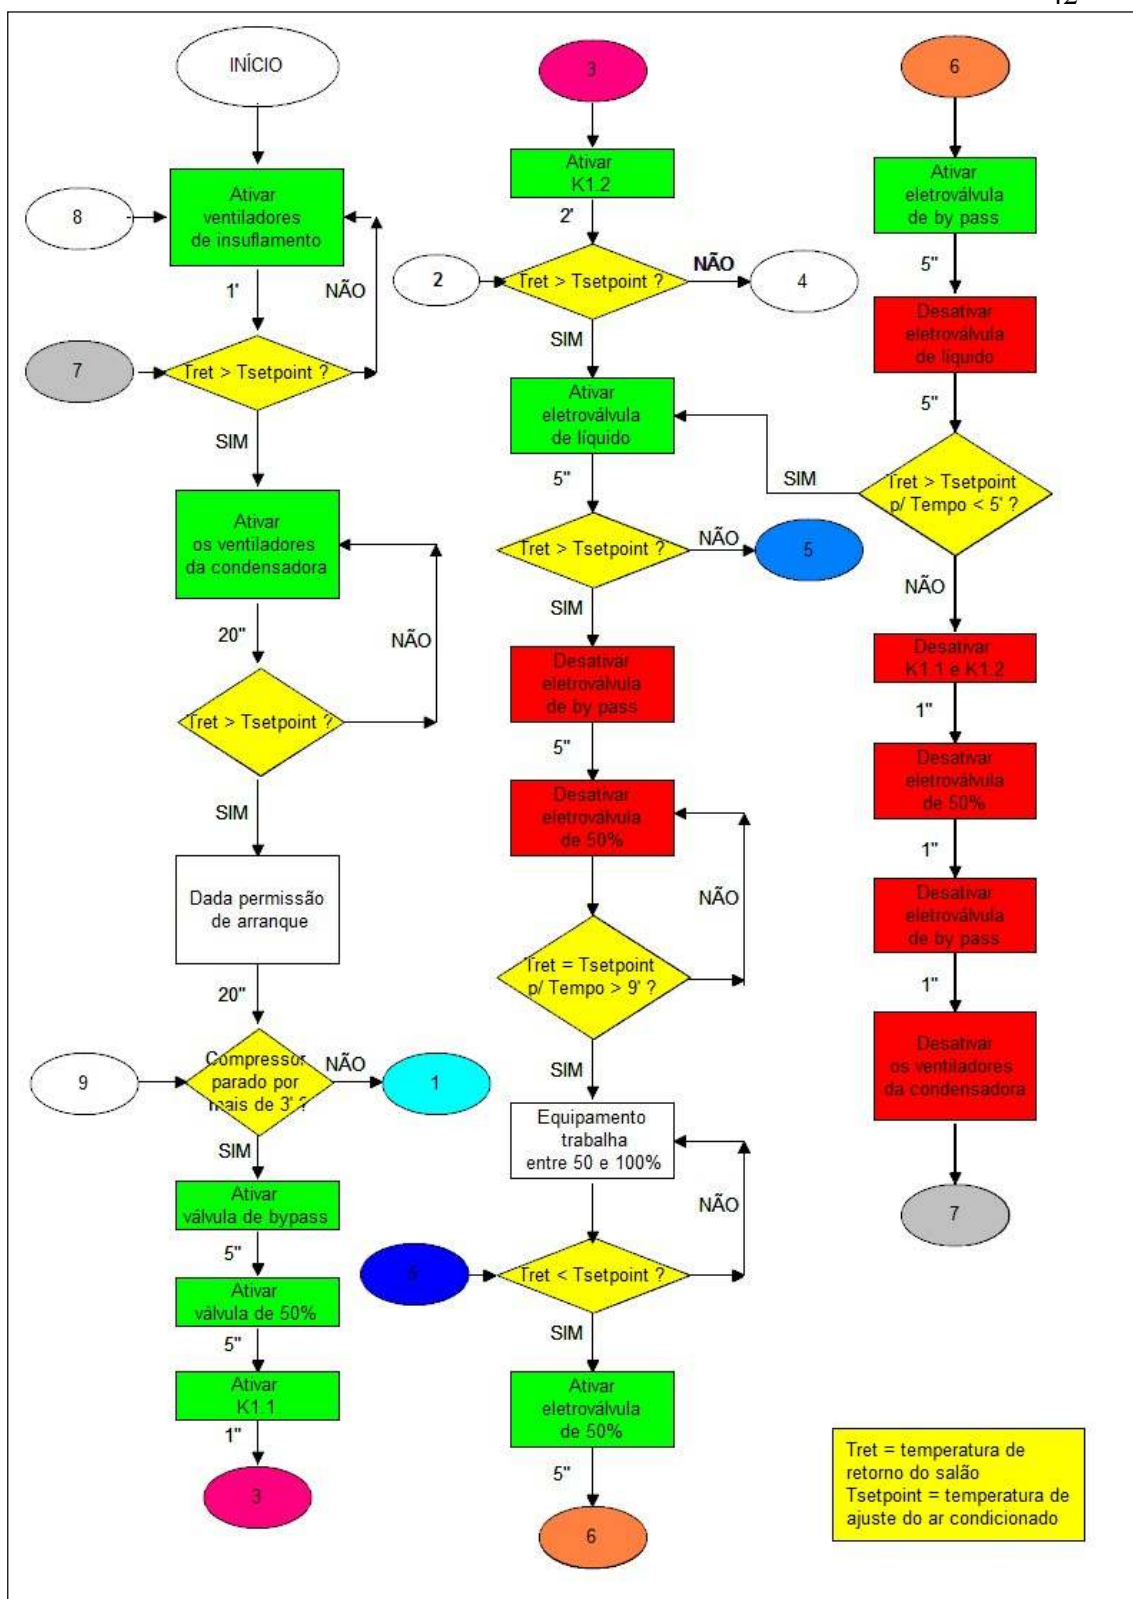 INÍCIO
Ativar
ventiladores
de insuflamento
8
1'
NÃO
7
Tret > Tsetpoint ?
SIM
Ativar
os ventiladores
da condensadora
20"
NÃO
Tret > Tsetpoint ?
SIM
Dada permissão
de arranque
20"
9
Compressor
parado por
mais de 3' ?
NÃO
1
SIM
Ativar
válvula de bypass
5"
Ativar
válvula de 50%
5"
Ativar
K1.1
1"
3
3
Ativar
K1.2
2'
2
Tret > Tsetpoint ?
NÃO
4
SIM
Ativar
eletroválvula
de líquido
5"
Tret > Tsetpoint ?
NÃO
5
SIM
Desativar
eletroválvula
de by pass
5"
Desativar
eletroválvula
de 50%
NÃO
Tret = Tsetpoint
p/ Tempo > 9' ?
SIM
Equipamento
trabalha
entre 50 e 100%
NÃO
5
Tret < Tsetpoint ?
SIM
Ativar
eletroválvula
de 50%
5"
6
6
Ativar
eletroválvula
de by pass
5"
Desativar
eletroválvula
de líquido
5"
SIM
Tret > Tsetpoint
p/ Tempo < 5' ?
NÃO
Desativar
K1.1 e K1.2
1"
Desativar
eletroválvula
de 50%
1"
Desativar
eletroválvula
de by pass
1"
Desativar
os ventiladores
da condensadora
7
Tret = temperatura de
retorno do salão
Tsetpoint = temperatura de
ajuste do ar condicionado